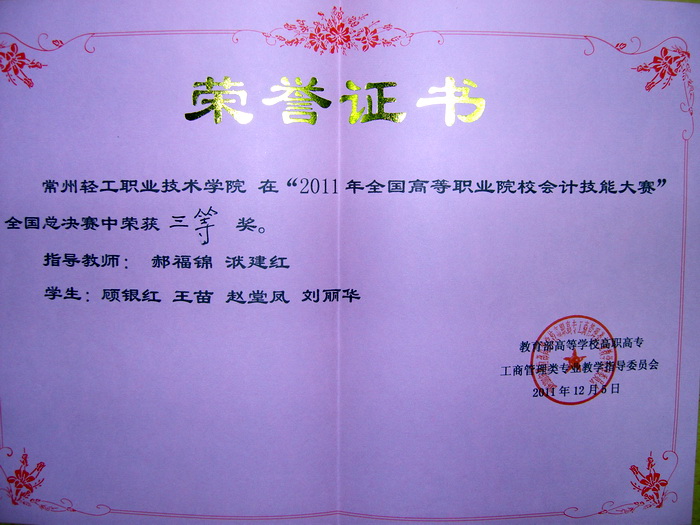 荣誉证书
常州轻工职业技术学院 在“2011年全国高等职业院校会计技能大赛”
全国总决赛中荣获 三等 奖。
指导教师： 郝福锦 洑建红
学生：顾银红 王苗 赵堂凤 刘丽华
教育部高等学校高职高专
工商管理类专业教学指导委员会
2011年12月5日